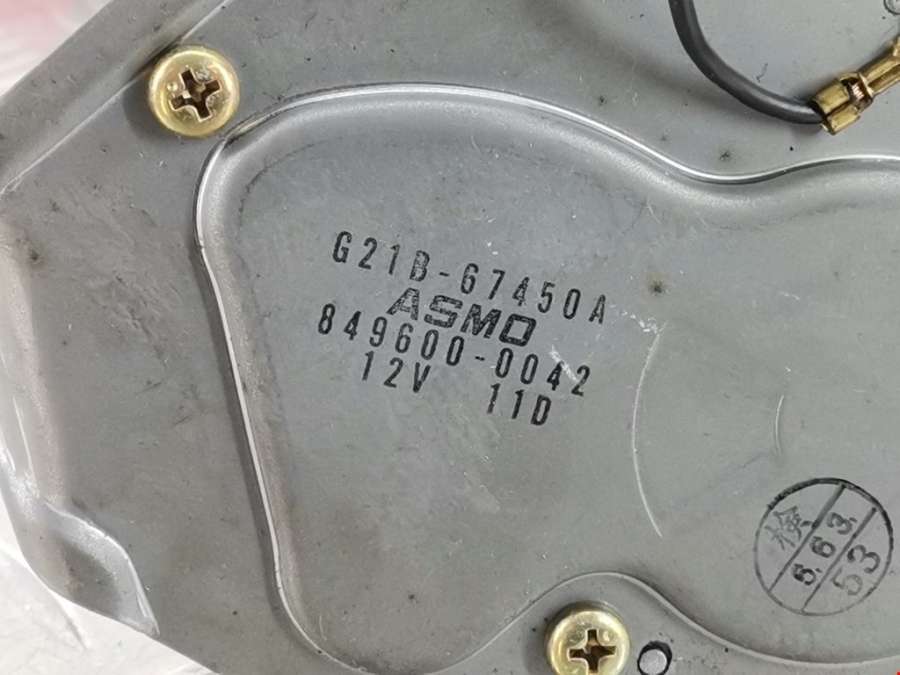 G21B-67450A
ASMO
849600-0042
12V 11D
検
5.63.
53